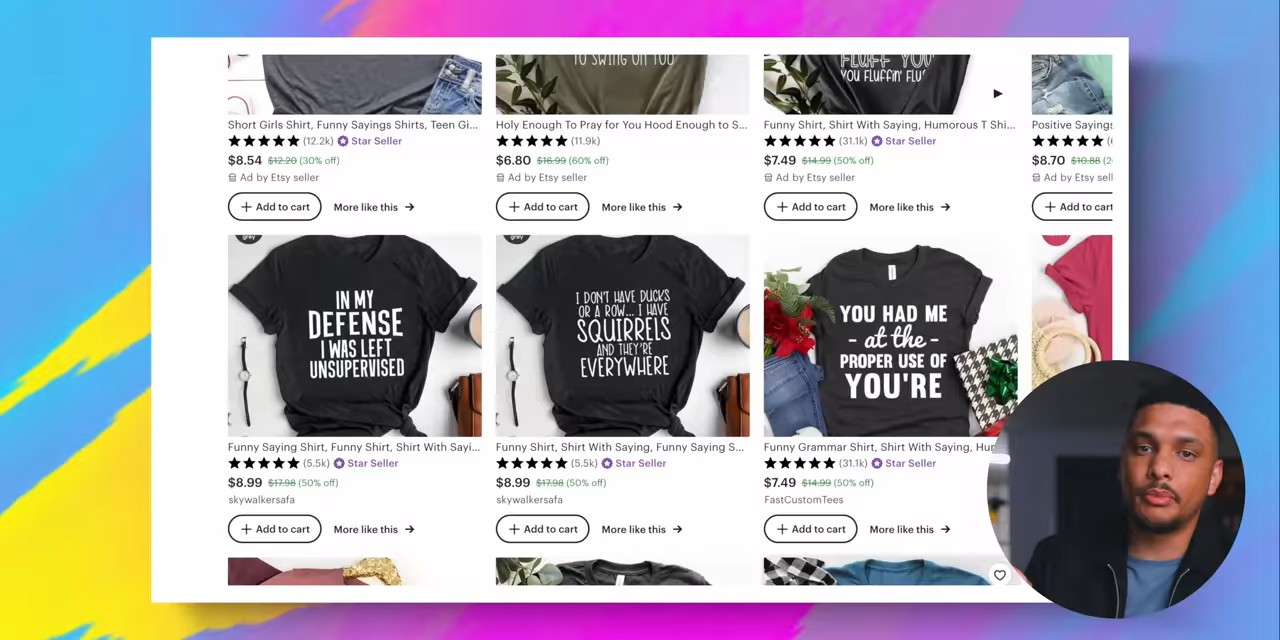 TO SWING ON YOU
FLUFF YOU
YOU FLUFFIN' FLU
Short Girls Shirt, Funny Sayings Shirts, Teen Gi...
(12.2k) Star Seller
$8.54 $12.20 (30% off)
Ad by Etsy seller
+ Add to cart More like this →
Holy Enough To Pray for You Hood Enough to S...
(11.9k)
$6.80 $16.99 (60% off)
Ad by Etsy seller
+ Add to cart More like this →
Funny Shirt, Shirt With Saying, Humorous T Shi...
(31.1k) Star Seller
$7.49 $14.99 (50% off)
Ad by Etsy seller
+ Add to cart More like this →
Positive Sayings
$8.70 $10.88 (2
Ad by Etsy sell
+ Add to cart
grey
IN MY
DEFENSE
I WAS LEFT
UNSUPERVISED
Funny Saying Shirt, Funny Shirt, Shirt With Sayi...
(5.5k) Star Seller
$8.99 $17.98 (50% off)
skywalkersafa
+ Add to cart More like this →
grey
I DON'T HAVE DUCKS
OR A ROW... I HAVE
SQUIRRELS
AND THEY'RE
EVERYWHERE
Funny Shirt, Shirt With Saying, Funny Saying S...
(5.5k) Star Seller
$8.99 $17.98 (50% off)
skywalkersafa
+ Add to cart More like this →
YOU HAD ME
- at the -
PROPER USE OF
YOU'RE
Funny Grammar Shirt, Shirt With Saying, Hu
(31.1k) Star Seller
$7.49 $14.99 (50% off)
FastCustomTees
+ Add to cart More like this →